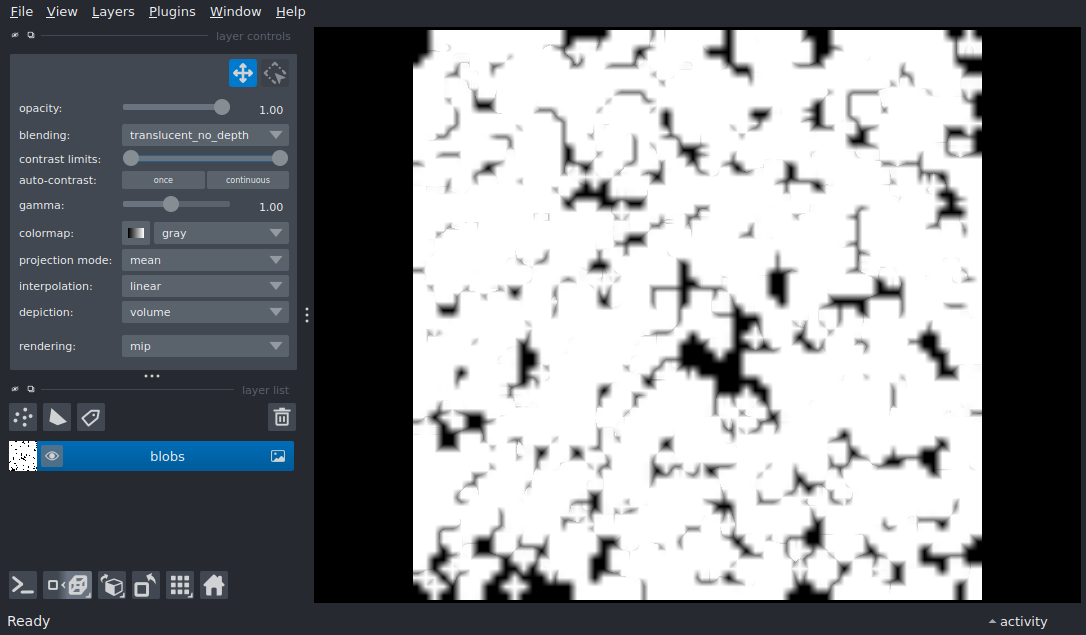 File View Layers Plugins Window Help
layer controls
opacity: 1.00
blending: translucent_no_depth
contrast limits:
auto-contrast: once continuous
gamma: 1.00
colormap: gray
projection mode: mean
interpolation: linear
depiction: volume
rendering: mip
layer list
blobs
Ready activity